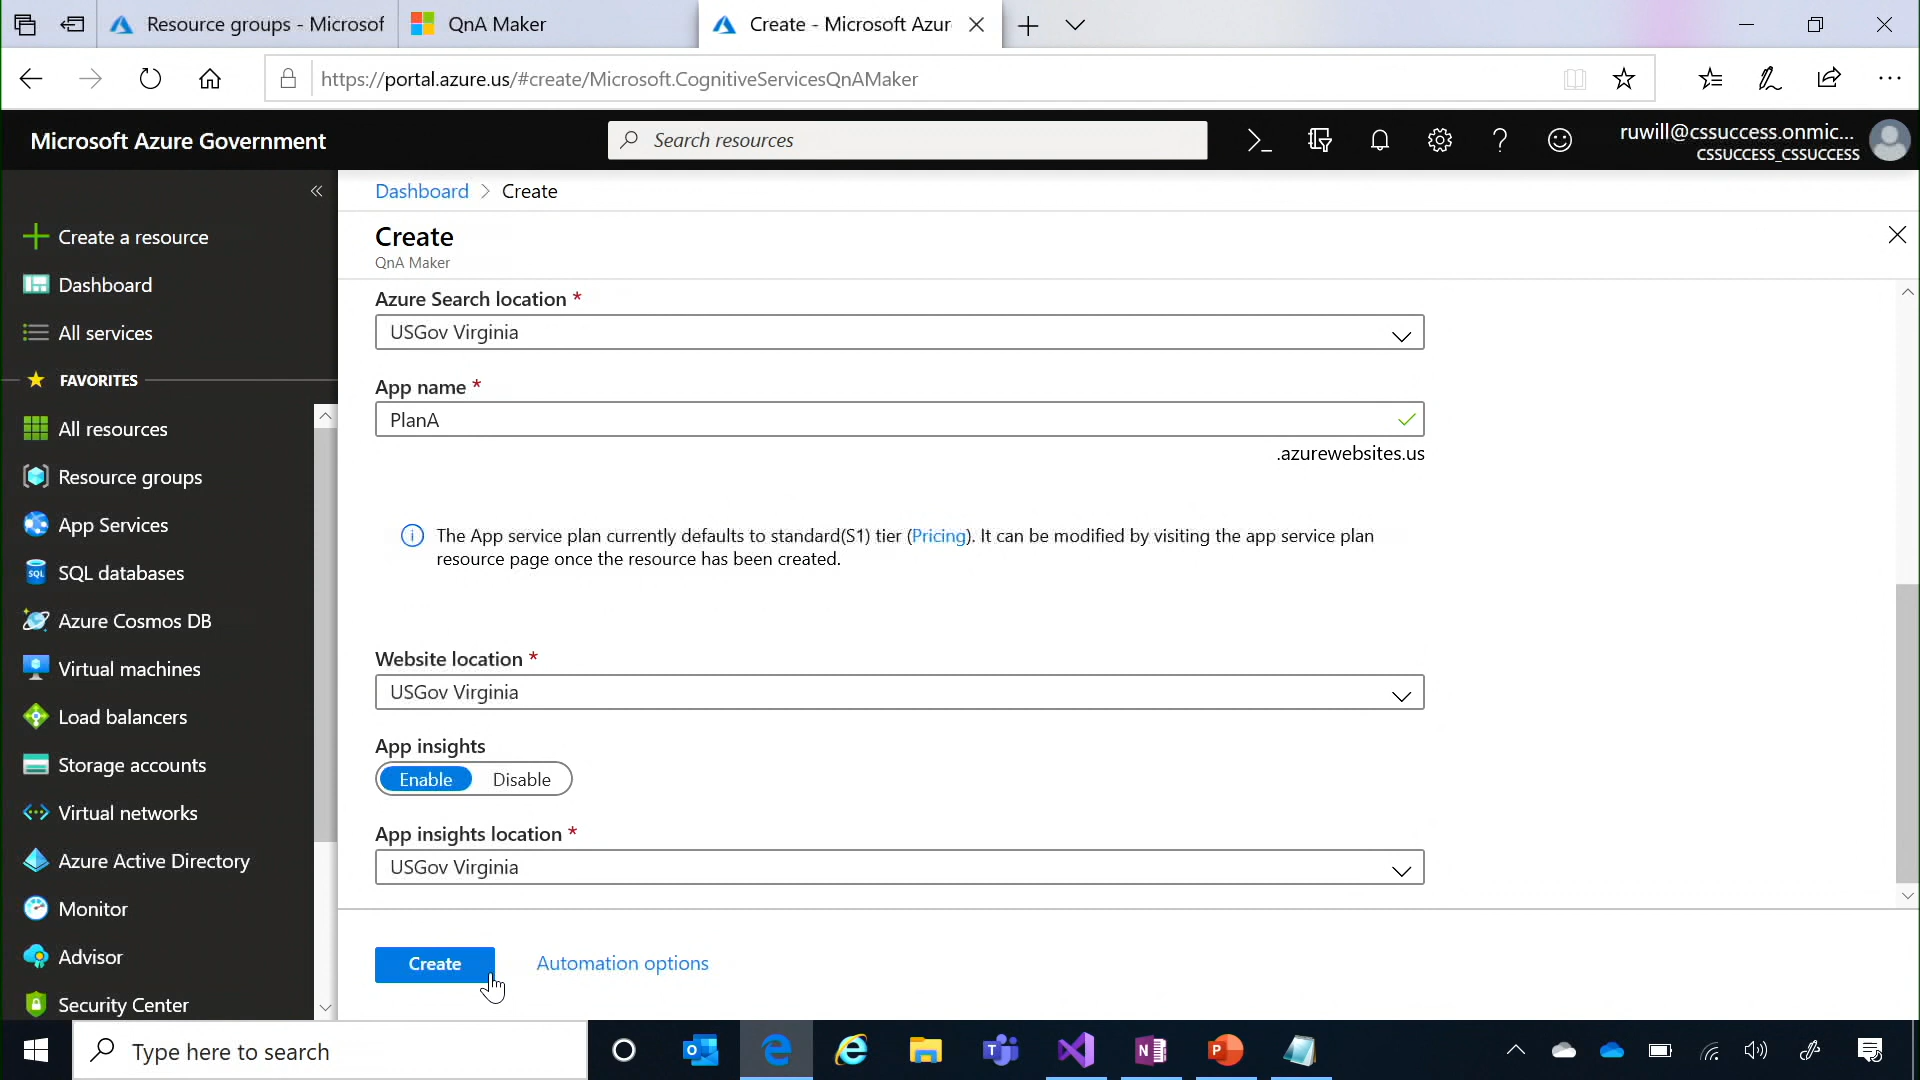 Resource groups - Microsof
QnA Maker
Create - Microsoft Azur
https://portal.azure.us/#create/Microsoft.CognitiveServicesQnAMaker
Microsoft Azure Government
Search resources
ruwill@cssuccess.onmic...
CSSUCCESS_CSSUCCESS
Create a resource
Dashboard
All services
FAVORITES
All resources
Resource groups
App Services
SQL databases
Azure Cosmos DB
Virtual machines
Load balancers
Storage accounts
Virtual networks
Azure Active Directory
Monitor
Advisor
Security Center
Dashboard > Create
Create
QnA Maker
Azure Search location *
USGov Virginia
App name *
PlanA
.azurewebsites.us
The App service plan currently defaults to standard(S1) tier (Pricing). It can be modified by visiting the app service plan
resource page once the resource has been created.
Website location *
USGov Virginia
App insights
Enable Disable
App insights location *
USGov Virginia
Create
Automation options
Type here to search